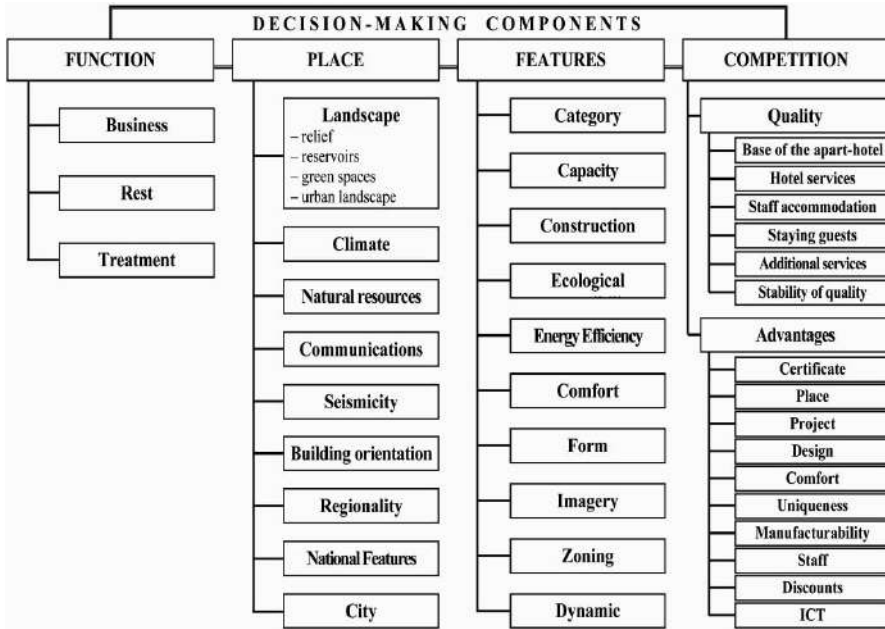 DECISION-MAKING COMPONENTS
FUNCTION
Business
Rest
Treatment
PLACE
Landscape
– relief
– reservoirs
– green spaces
– urban landscape
Climate
Natural resources
Communications
Seismicity
Building orientation
Regionality
National Features
City
FEATURES
Category
Capacity
Construction
Ecological
Energy Efficiency
Comfort
Form
Imagery
Zoning
Dynamic
COMPETITION
Quality
Base of the apart-hotel
Hotel services
Staff accommodation
Staying guests
Additional services
Stability of quality
Advantages
Certificate
Place
Project
Design
Comfort
Uniqueness
Manufacturability
Staff
Discounts
ICT